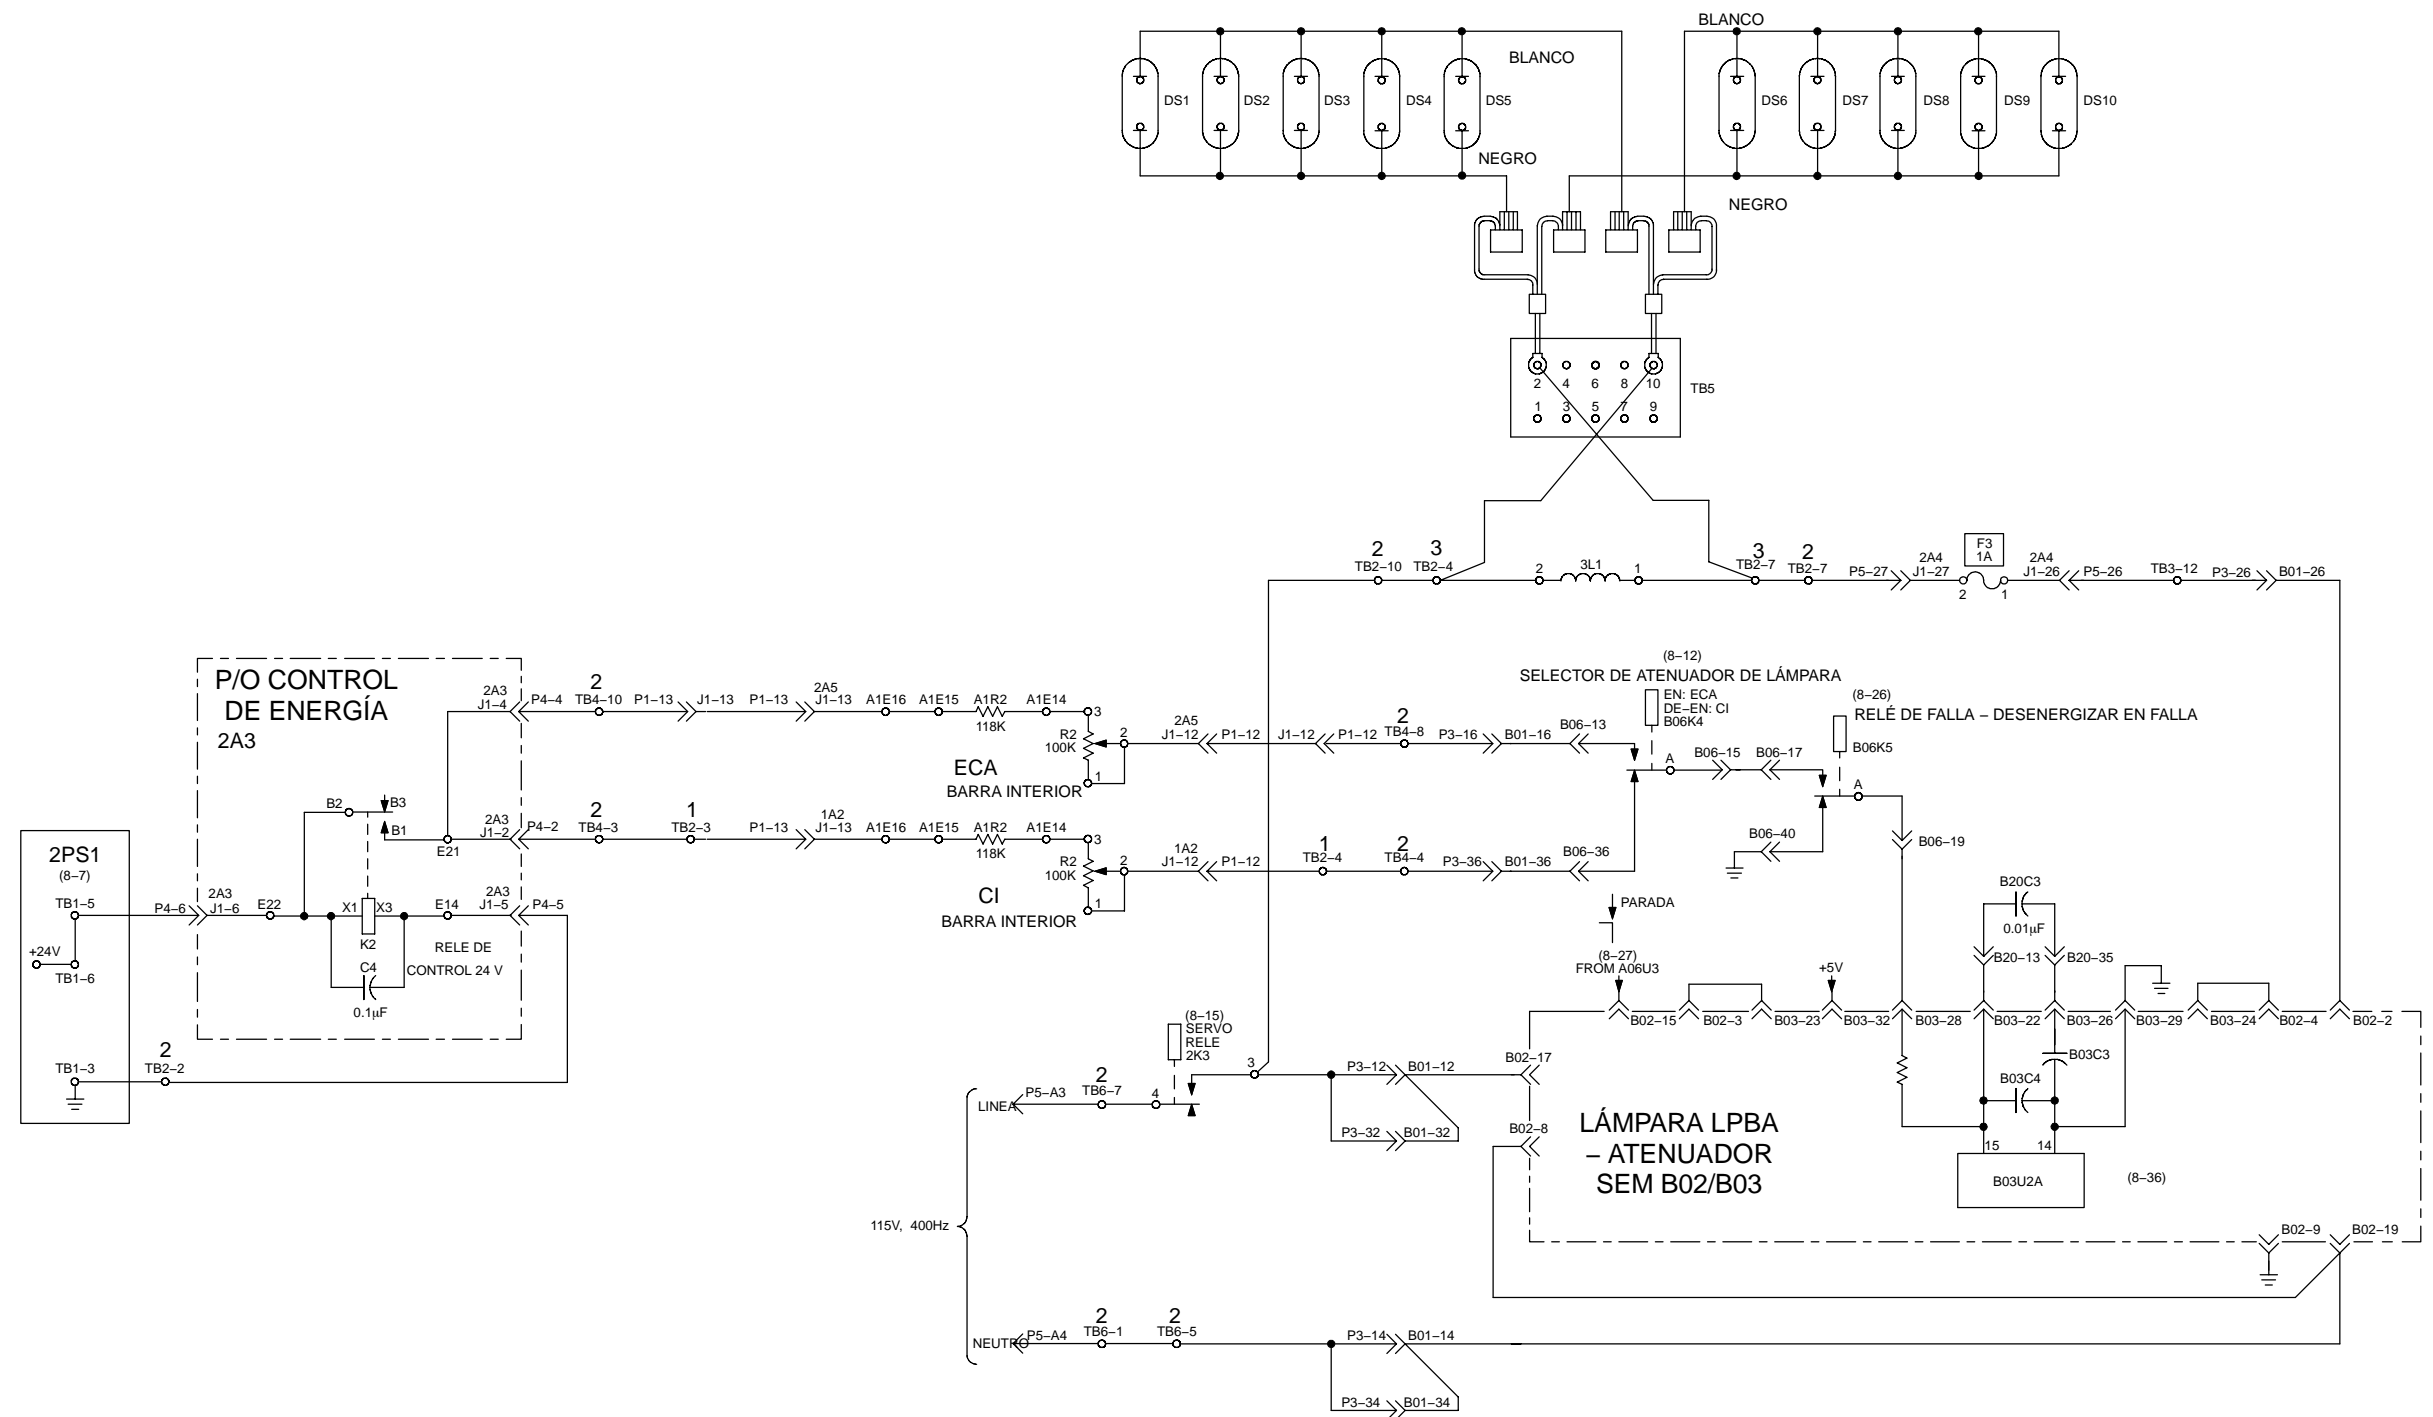 BLANCO
BLANCO
DS1 DS2 DS3 DS4 DS5 DS6 DS7 DS8 DS9 DS10
NEGRO
NEGRO
2 4 6 8 10
TB5
1 3 5 7 9
2 3 3 2
TB2–10 TB2–4 2 3L1 1 TB2–7 TB2–7 P5–27 2A4 J1–27 F3 1A 2A4 J1–26 P5–26 TB3–12 P3–26 B01–26
2 1
P/O CONTROL
DE ENERGÍA
2A3
(8–12)
SELECTOR DE ATENUADOR DE LÁMPARA
EN: ECA
DE–EN: CI
B06K4
(8–26)
RELÉ DE FALLA – DESENERGIZAR EN FALLA
B06K5
2A3 2 2A5
J1–4 P4–4 TB4–10 P1–13 J1–13 P1–13 J1–13 A1E16 A1E15 A1R2 A1E14
118K
3
R2
100K
2
1
2A5 2
J1–12 P1–12 J1–12 P1–12 TB4–8 P3–16 B01–16 B06–13
A B06–15 B06–17
A
ECA
BARRA INTERIOR
B2 B3
B1
E21
2A3 2 1 1A2
J1–2 P4–2 TB4–3 TB2–3 P1–13 J1–13 A1E16 A1E15 A1R2 A1E14
118K
3
R2
100K
2
1
1A2 1 2
J1–12 P1–12 TB2–4 TB4–4 P3–36 B01–36 B06–36
B06–40
B06–19
CI
BARRA INTERIOR
2PS1
(8–7)
TB1–5
+24V
TB1–6
P4–6 2A3 J1–6 E22 X1 X3 E14 2A3 J1–5 P4–5
K2
RELE DE
CONTROL 24 V
C4
0.1µF
TB1–3
2
TB2–2
PARADA
(8–27)
FROM A06U3
+5V
B20C3
0.01µF
B20–13 B20–35
B02–15 B02–3 B03–23 B03–32 B03–28 B03–22 B03–26 B03–29 B03–24 B02–4 B02–2
(8–15)
SERVO
RELE
2K3
3
P3–12 B01–12
B02–17
B03C3
B03C4
LINEA P5–A3 2 TB6–7 4
P3–32 B01–32
B02–8
LÁMPARA LPBA
– ATENUADOR
SEM B02/B03
15 14
B03U2A
(8–36)
115V, 400Hz
B02–9 B02–19
NEUTRO P5–A4 2 TB6–1 2 TB6–5 P3–14 B01–14
P3–34 B01–34